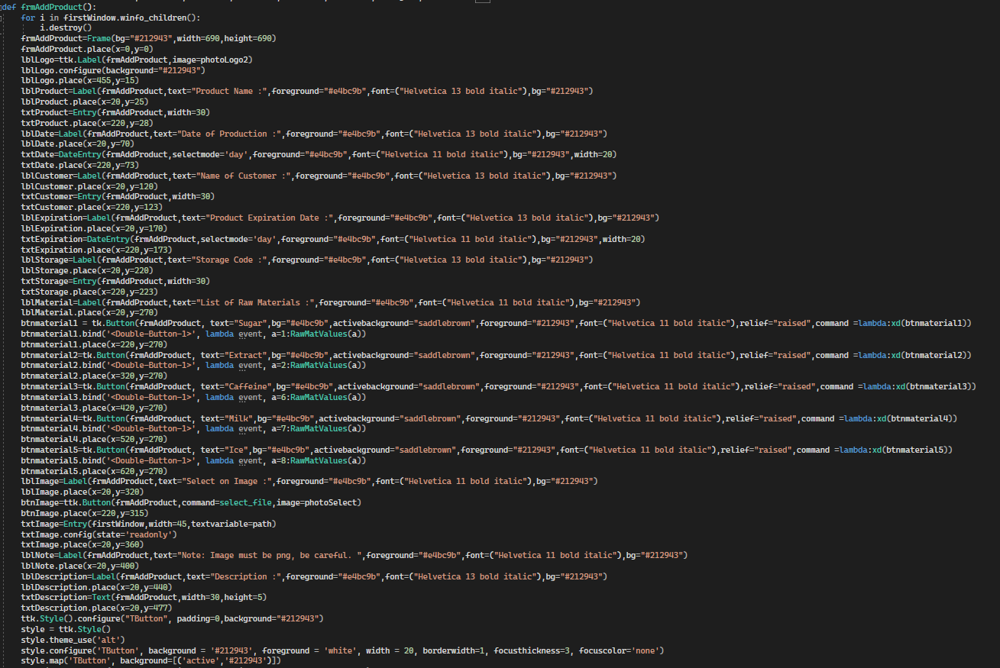 def frmAddProduct():
    for i in firstWindow.winfo_children():
        i.destroy()
    frmAddProduct=Frame(bg="#212943",width=690,height=690)
    frmAddProduct.place(x=0,y=0)
    lblLogo=ttk.Label(frmAddProduct,image=photoLogo2)
    lblLogo.configure(background="#212943")
    lblLogo.place(x=455,y=15)
    lblProduct=Label(frmAddProduct,text="Product Name :",foreground="#e4bc9b",font=("Helvetica 13 bold italic"),bg="#212943")
    lblProduct.place(x=20,y=25)
    txtProduct=Entry(frmAddProduct,width=30)
    txtProduct.place(x=220,y=28)
    lblDate=Label(frmAddProduct,text="Date of Production :",foreground="#e4bc9b",font=("Helvetica 13 bold italic"),bg="#212943")
    lblDate.place(x=20,y=70)
    txtDate=DateEntry(frmAddProduct,selectmode='day',foreground="#e4bc9b",font=("Helvetica 11 bold italic"),bg="#212943",width=20)
    txtDate.place(x=220,y=73)
    lblCustomer=Label(frmAddProduct,text="Name of Customer :",foreground="#e4bc9b",font=("Helvetica 13 bold italic"),bg="#212943")
    lblCustomer.place(x=20,y=120)
    txtCustomer=Entry(frmAddProduct,width=30)
    txtCustomer.place(x=220,y=123)
    lblExpiration=Label(frmAddProduct,text="Product Expiration Date :",foreground="#e4bc9b",font=("Helvetica 13 bold italic"),bg="#212943")
    lblExpiration.place(x=20,y=170)
    txtExpiration=DateEntry(frmAddProduct,selectmode='day',foreground="#e4bc9b",font=("Helvetica 11 bold italic"),bg="#212943",width=20)
    txtExpiration.place(x=220,y=173)
    lblStorage=Label(frmAddProduct,text="Storage Code :",foreground="#e4bc9b",font=("Helvetica 13 bold italic"),bg="#212943")
    lblStorage.place(x=20,y=220)
    txtStorage=Entry(frmAddProduct,width=30)
    txtStorage.place(x=220,y=223)
    lblMaterial=Label(frmAddProduct,text="List of Raw Materials :",foreground="#e4bc9b",font=("Helvetica 11 bold italic"),bg="#212943")
    lblMaterial.place(x=20,y=270)
    btnmaterial1 = tk.Button(frmAddProduct, text="Sugar",bg="#e4bc9b",activebackground="saddlebrown",foreground="#212943",font=("Helvetica 11 bold italic"),relief="raised",command =lambda:xd(btnmaterial1))
    btnmaterial1.bind('<Double-Button-1>', lambda event, a=1:RawMatValues(a))
    btnmaterial1.place(x=220,y=270)
    btnmaterial2=tk.Button(frmAddProduct, text="Extract",bg="#e4bc9b",activebackground="saddlebrown",foreground="#212943",font=("Helvetica 11 bold italic"),relief="raised",command =lambda:xd(btnmaterial2))
    btnmaterial2.bind('<Double-Button-1>', lambda event, a=2:RawMatValues(a))
    btnmaterial2.place(x=320,y=270)
    btnmaterial3=tk.Button(frmAddProduct, text="Caffeine",bg="#e4bc9b",activebackground="saddlebrown",foreground="#212943",font=("Helvetica 11 bold italic"),relief="raised",command =lambda:xd(btnmaterial3))
    btnmaterial3.bind('<Double-Button-1>', lambda event, a=6:RawMatValues(a))
    btnmaterial3.place(x=420,y=270)
    btnmaterial4=tk.Button(frmAddProduct, text="Milk",bg="#e4bc9b",activebackground="saddlebrown",foreground="#212943",font=("Helvetica 11 bold italic"),relief="raised",command =lambda:xd(btnmaterial4))
    btnmaterial4.bind('<Double-Button-1>', lambda event, a=7:RawMatValues(a))
    btnmaterial4.place(x=520,y=270)
    btnmaterial5=tk.Button(frmAddProduct, text="Ice",bg="#e4bc9b",activebackground="saddlebrown",foreground="#212943",font=("Helvetica 11 bold italic"),relief="raised",command =lambda:xd(btnmaterial5))
    btnmaterial5.bind('<Double-Button-1>', lambda event, a=8:RawMatValues(a))
    btnmaterial5.place(x=620,y=270)
    lblImage=Label(frmAddProduct,text="Select on Image :",foreground="#e4bc9b",font=("Helvetica 11 bold italic"),bg="#212943")
    lblImage.place(x=20,y=320)
    btnImage=ttk.Button(frmAddProduct,command=select_file,image=photoSelect)
    btnImage.place(x=220,y=315)
    txtImage=Entry(firstWindow,width=45,textvariable=path)
    txtImage.config(state='readonly')
    txtImage.place(x=20,y=360)
    lblNote=Label(frmAddProduct,text="Note: Image must be png, be careful. ",foreground="#e4bc9b",font=("Helvetica 11 bold italic"),bg="#212943")
    lblNote.place(x=20,y=400)
    lblDescription=Label(frmAddProduct,text="Description :",foreground="#e4bc9b",font=("Helvetica 13 bold italic"),bg="#212943")
    lblDescription.place(x=20,y=440)
    txtDescription=Text(frmAddProduct,width=30,height=5)
    txtDescription.place(x=20,y=477)
    ttk.Style().configure("TButton", padding=0,background="#212943")
    style = ttk.Style()
    style.theme_use('alt')
    style.configure('TButton', background = '#212943', foreground = 'white', width = 20, borderwidth=1, focusthickness=3, focuscolor='none')
    style.map('TButton', background=[('active','#212943')])